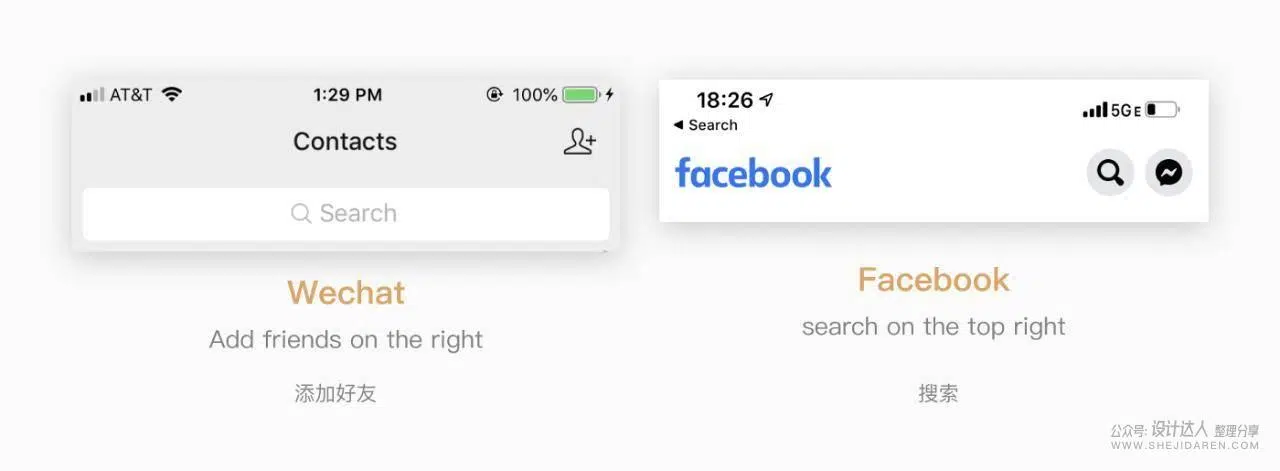 AT&T 1:29 PM 100%
Contacts
Search
Wechat
Add friends on the right
添加好友
18:26 5GE
Search
facebook
Facebook
search on the top right
搜索
公众号: 设计达人 整理分享
WWW.SHEJIDAREN.COM